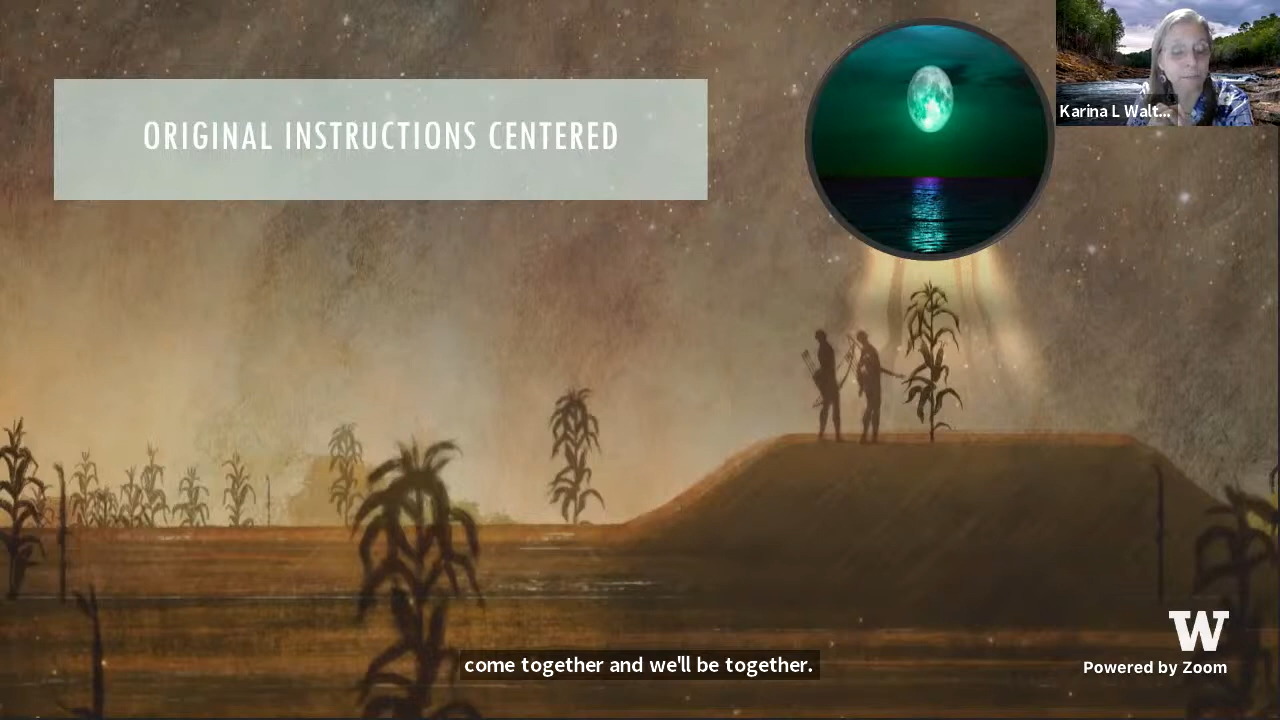 ORIGINAL INSTRUCTIONS CENTERED
Karina L Walt...
come together and we'll be together.
W
Powered by Zoom